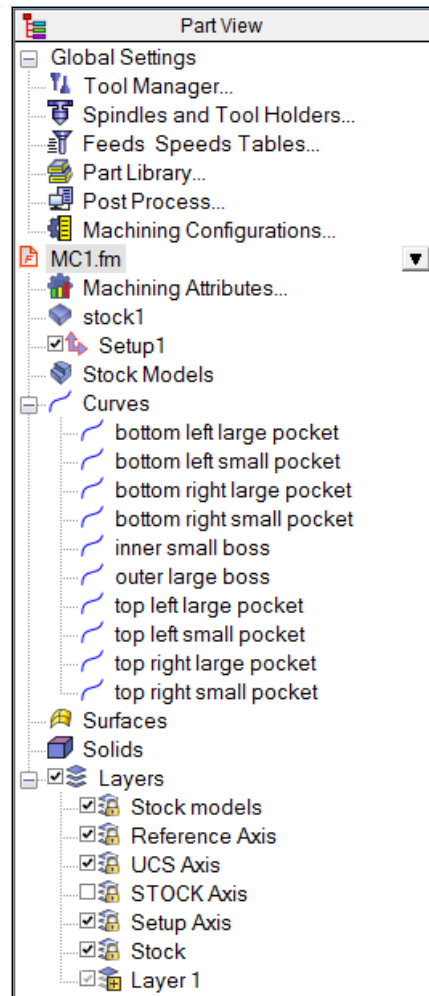 Part View
Global Settings
Tool Manager...
Spindles and Tool Holders...
Feeds Speeds Tables...
Part Library...
Post Process...
Machining Configurations...
MC1.fm
Machining Attributes...
stock1
Setup1
Stock Models
Curves
bottom left large pocket
bottom left small pocket
bottom right large pocket
bottom right small pocket
inner small boss
outer large boss
top left large pocket
top left small pocket
top right large pocket
top right small pocket
Surfaces
Solids
Layers
Stock models
Reference Axis
UCS Axis
STOCK Axis
Setup Axis
Stock
Layer 1